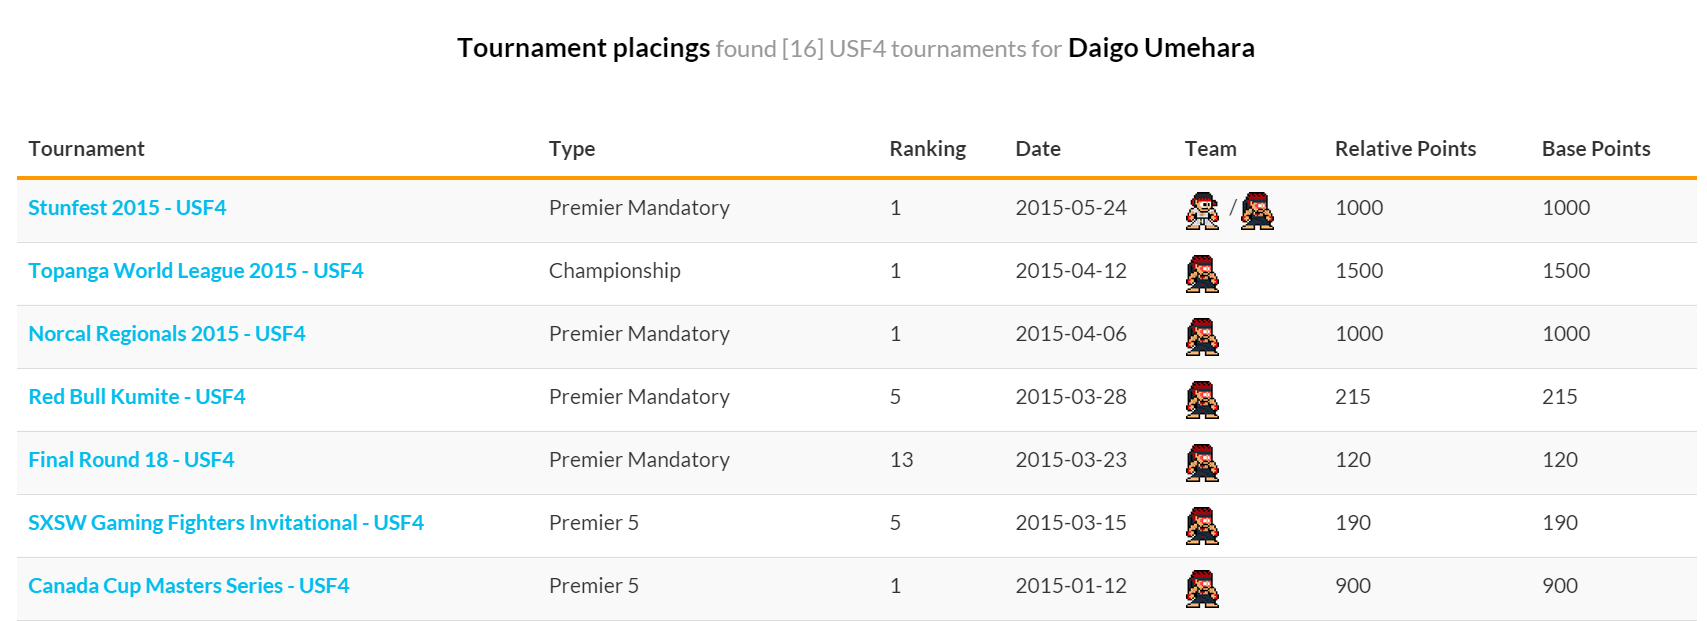 Tournament placings found [16] USF4 tournaments for Daigo Umehara
Tournament Type Ranking Date Team Relative Points Base Points
Stunfest 2015 - USF4 Premier Mandatory 1 2015-05-24 / 1000 1000
Topanga World League 2015 - USF4 Championship 1 2015-04-12 1500 1500
Norcal Regionals 2015 - USF4 Premier Mandatory 1 2015-04-06 1000 1000
Red Bull Kumite - USF4 Premier Mandatory 5 2015-03-28 215 215
Final Round 18 - USF4 Premier Mandatory 13 2015-03-23 120 120
SXSW Gaming Fighters Invitational - USF4 Premier 5 5 2015-03-15 190 190
Canada Cup Masters Series - USF4 Premier 5 1 2015-01-12 900 900